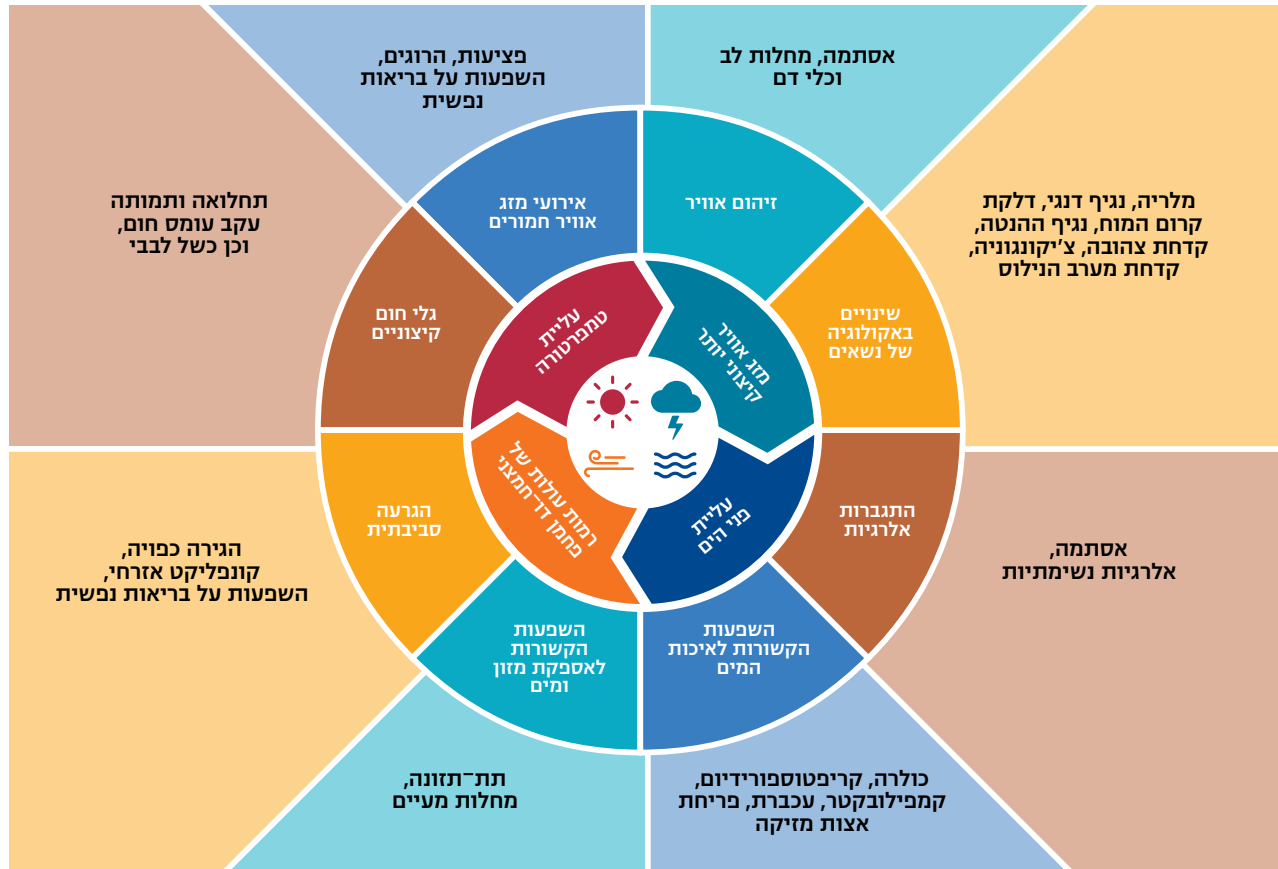 אסתמה, מחלות לב
וכלי דם
פציעות, הרוגים,
השפעות על בריאות
נפשית
מלריה, נגיף דנגי, דלקת
קרום המוח, נגיף ההנטה,
קדחת צהובה, צ'יקונגוניה,
קדחת מערב הנילוס
תחלואה ותמותה
עקב עומס חום,
וכן כשל לבבי
זיהום אוויר
אירועי מזג
אוויר חמורים
שינויים
באקולוגיה
של נשאים
גלי חום
קיצוניים
מזג אוויר
קיצוני יותר
עליית
טמפרטורה
עליית
פני הים
רמות עולות של
פחמן דו־חמצני
התגברות
אלרגיות
הגרעה
סביבתית
אסתמה,
אלרגיות נשימתיות
הגירה כפויה,
קונפליקט אזרחי,
השפעות על בריאות נפשית
השפעות
הקשורות לאיכות
המים
השפעות
הקשורות
לאספקת מזון
ומים
כולרה, קריפטוספורידיום,
קמפילובקטר, עכברת, פריחת
אצות מזיקה
תת־תזונה,
מחלות מעיים